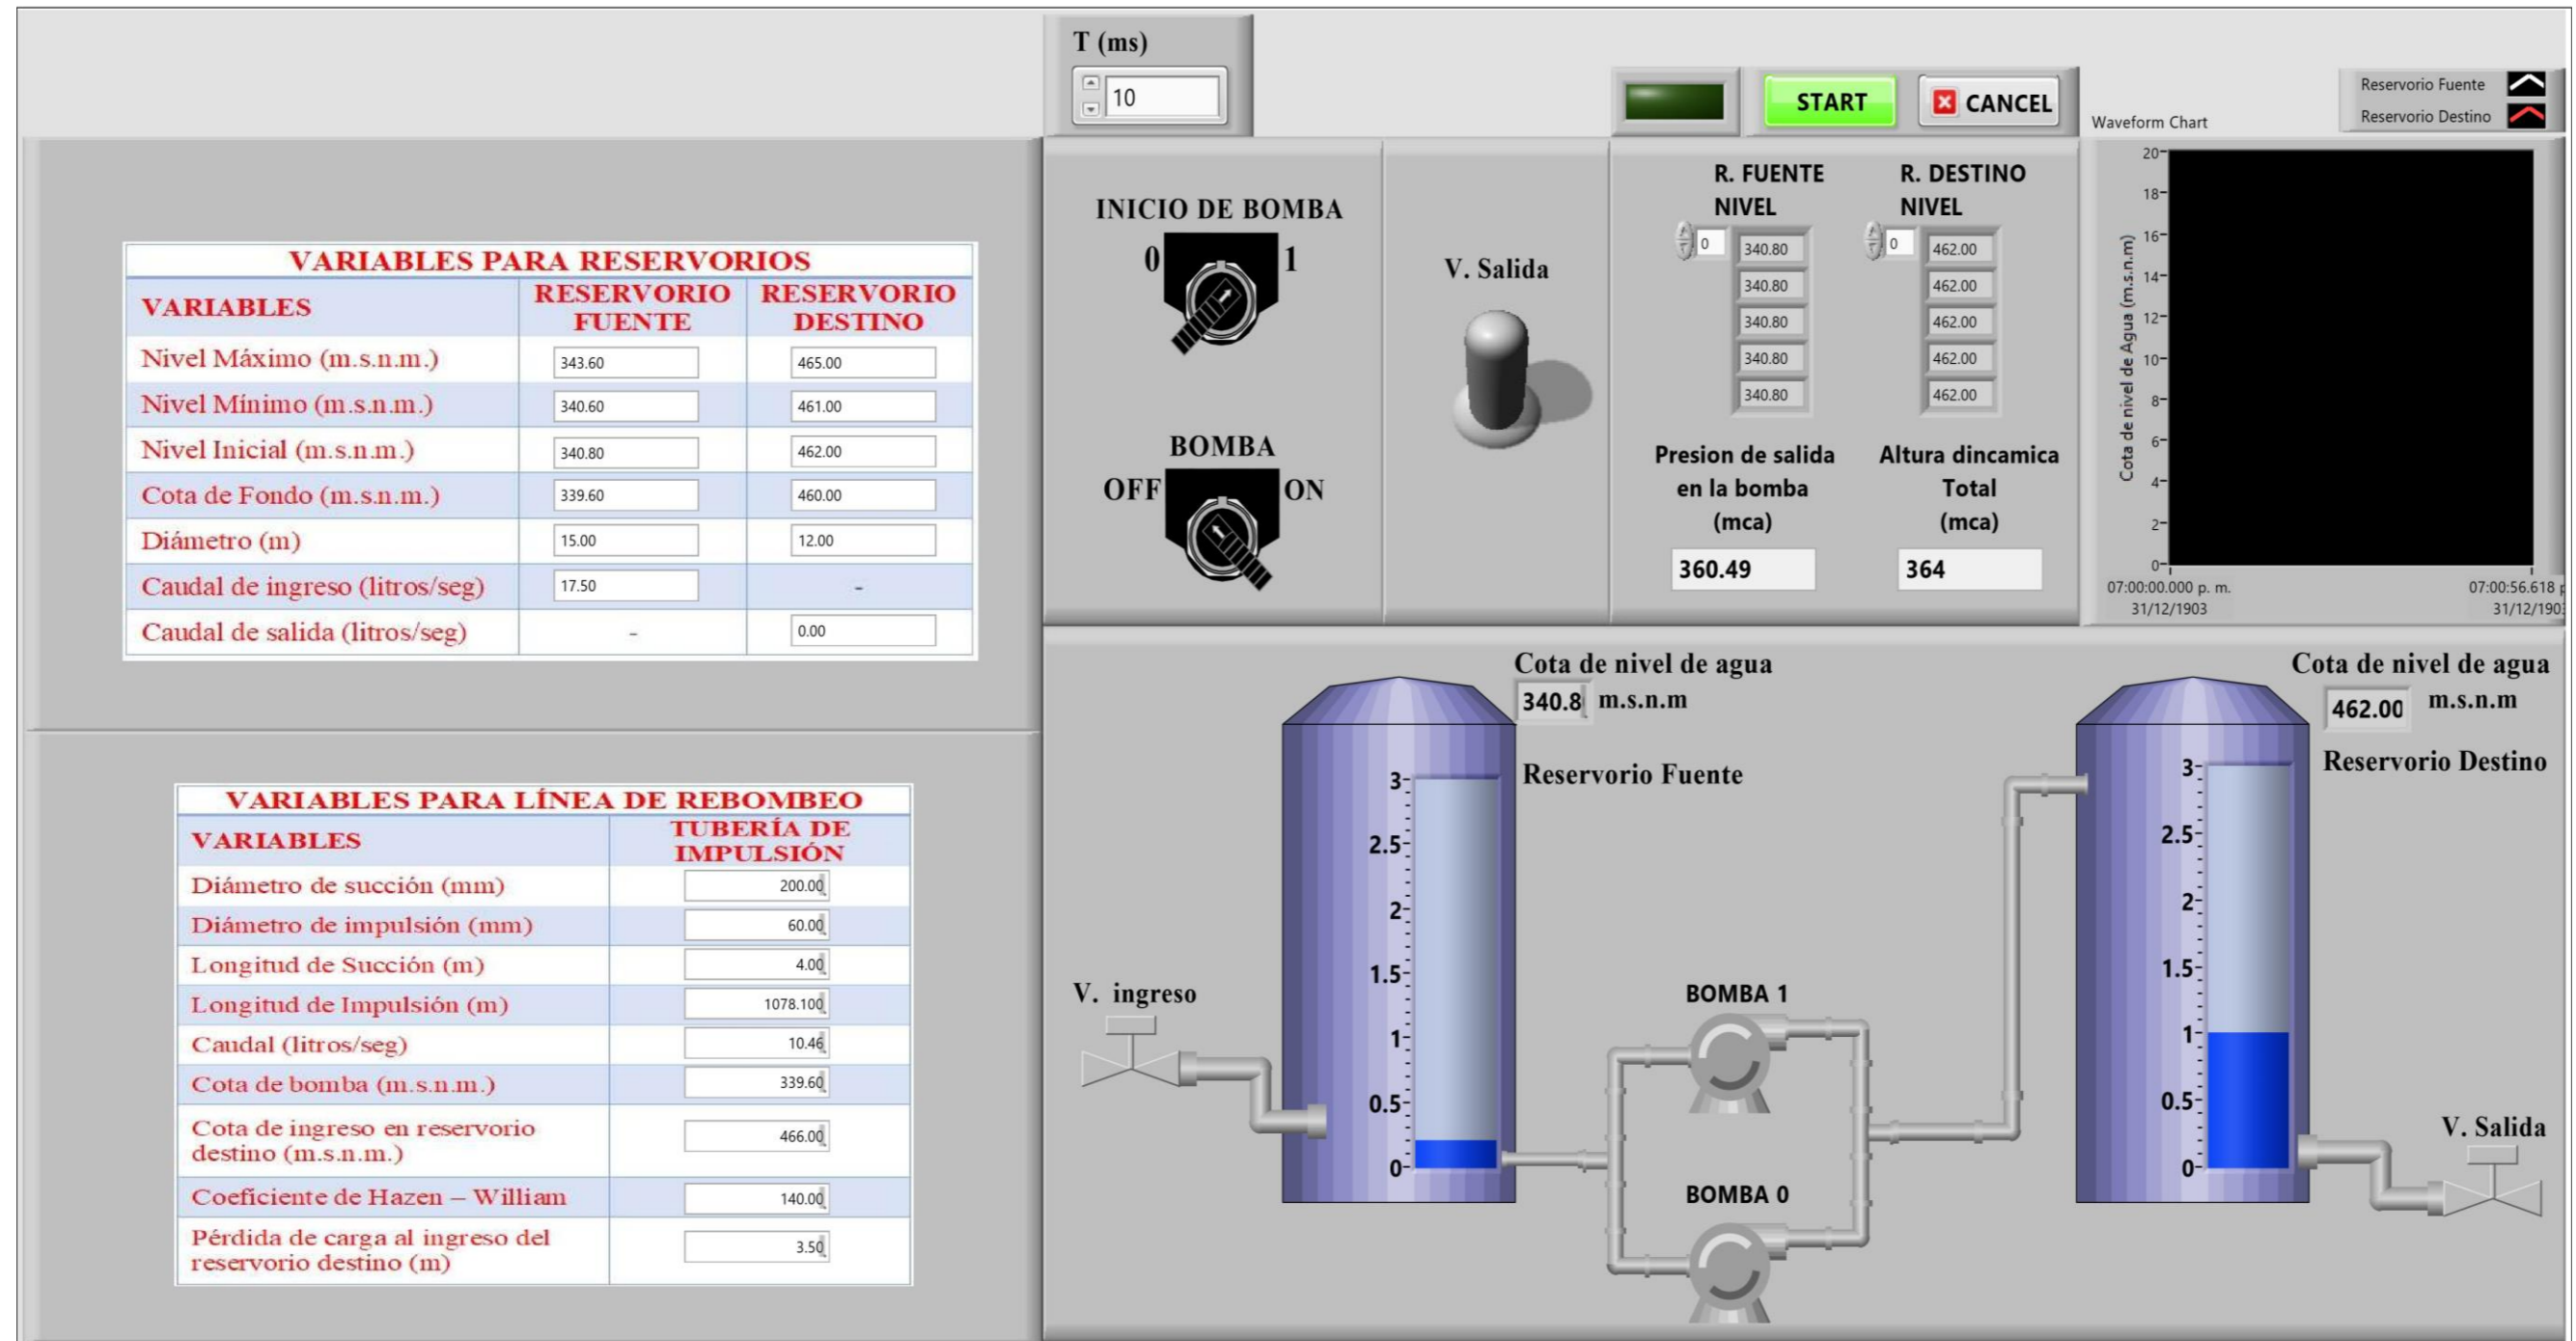 T (ms)
10
START
CANCEL
Waveform Chart
Reservorio Fuente
Reservorio Destino
VARIABLES PARA RESERVORIOS
VARIABLES
RESERVORIO FUENTE
RESERVORIO DESTINO
Nivel Máximo (m.s.n.m.) 343.60 465.00
Nivel Mínimo (m.s.n.m.) 340.60 461.00
Nivel Inicial (m.s.n.m.) 340.80 462.00
Cota de Fondo (m.s.n.m.) 339.60 460.00
Diámetro (m) 15.00 12.00
Caudal de ingreso (litros/seg) 17.50 -
Caudal de salida (litros/seg) - 0.00
VARIABLES PARA LÍNEA DE REBOMBEO
VARIABLES
TUBERÍA DE IMPULSIÓN
Diámetro de succión (mm) 200.00
Diámetro de impulsión (mm) 60.00
Longitud de Succión (m) 4.00
Longitud de Impulsión (m) 1078.100
Caudal (litros/seg) 10.46
Cota de bomba (m.s.n.m.) 339.60
Cota de ingreso en reservorio
destino (m.s.n.m.) 466.00
Coeficiente de Hazen – William 140.00
Pérdida de carga al ingreso del
reservorio destino (m) 3.50
INICIO DE BOMBA
0 1
BOMBA
OFF ON
V. Salida
R. FUENTE
NIVEL
0 340.80
340.80
340.80
340.80
340.80
R. DESTINO
NIVEL
0 462.00
462.00
462.00
462.00
462.00
Presion de salida
en la bomba
(mca)
360.49
Altura dincamica
Total
(mca)
364
Cota de nivel de Agua (m.s.n.m)
20
18
16
14
12
10
8
6
4
2
0
07:00:00.000 p. m.
31/12/1903
07:00:56.618 p
31/12/190
Cota de nivel de agua
340.8 m.s.n.m
Reservorio Fuente
3
2.5
2
1.5
1
0.5
0
V. ingreso
BOMBA 1
BOMBA 0
Cota de nivel de agua
462.00 m.s.n.m
Reservorio Destino
3
2.5
2
1.5
1
0.5
0
V. Salida